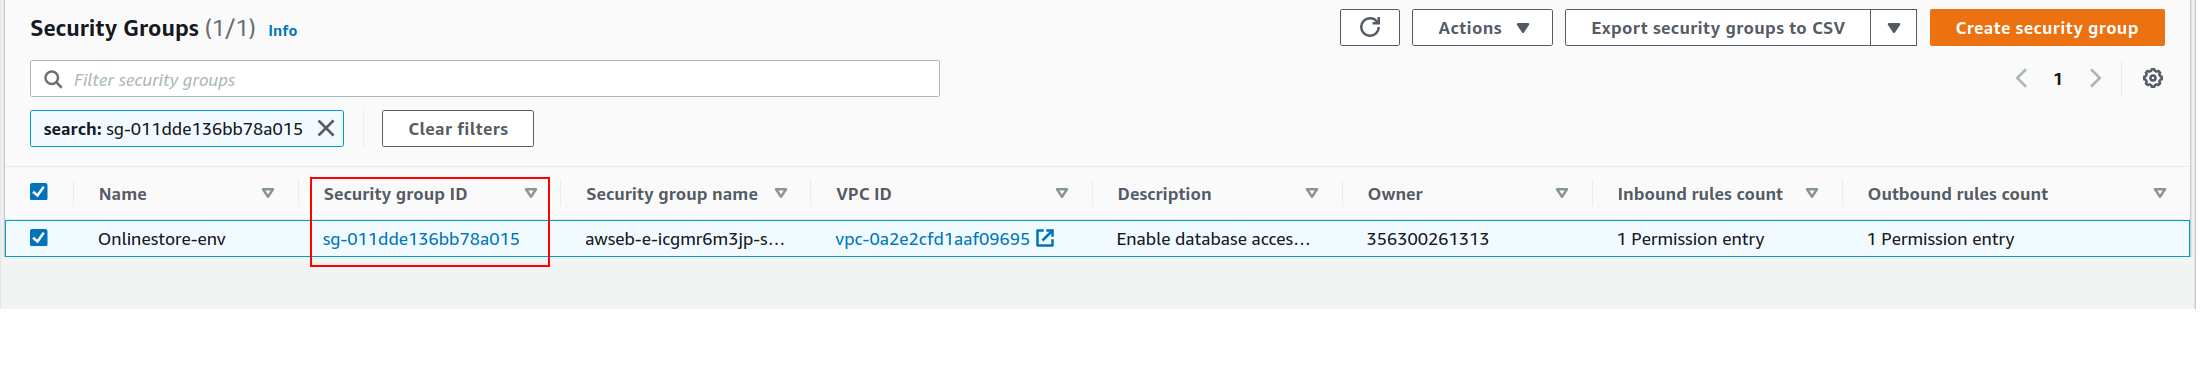 Security Groups (1/1) Info
Actions
Export security groups to CSV
Create security group
Filter security groups
1
search: sg-011dde136bb78a015
Clear filters
Name Security group ID Security group name VPC ID Description Owner Inbound rules count Outbound rules count
Onlinestore-env sg-011dde136bb78a015 awseb-e-icgmr6m3jp-s... vpc-0a2e2cfd1aaf09695 Enable database acces... 356300261313 1 Permission entry 1 Permission entry